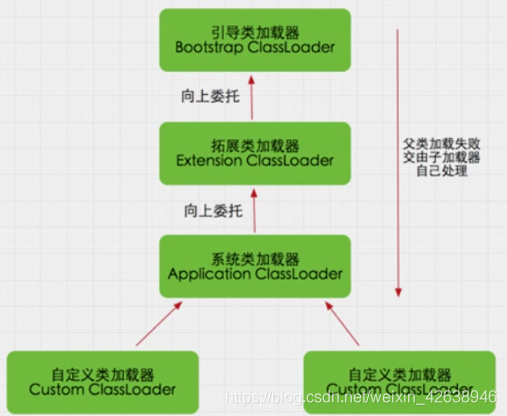 引导类加载器
Bootstrap ClassLoader
向上委托
拓展类加载器
Extension ClassLoader
父类加载失败
交由子加载器
自己处理
向上委托
系统类加载器
Application ClassLoader
自定义类加载器
Custom ClassLoader
自定义类加载器
Custom ClassLoader
https://blog.csdn.net/weixin_42638946